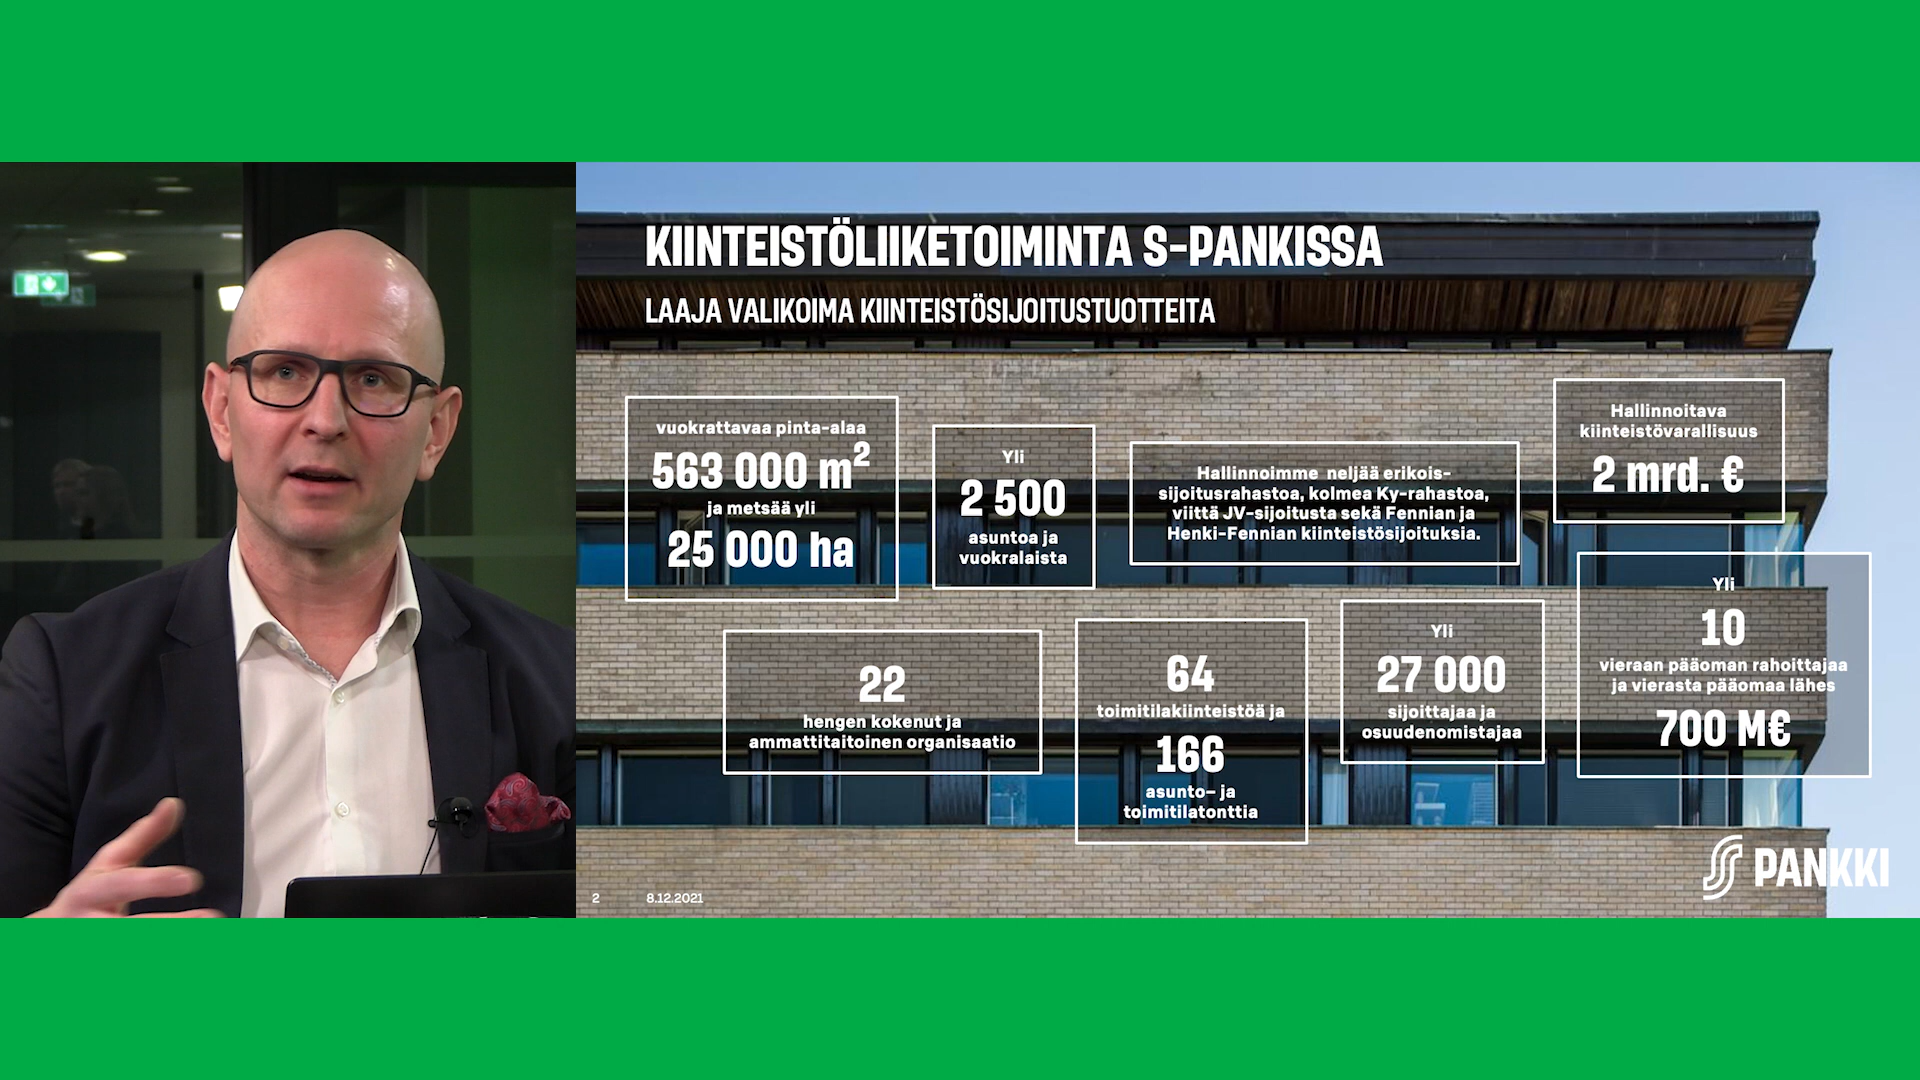 KIINTEISTÖLIIKETOIMINTA S-PANKISSA
LAAJA VALIKOIMA KIINTEISTÖSIJOITUSTUOTTEITA
vuokrattavaa pinta-alaa
563 000 m²
ja metsää yli
25 000 ha
Yli
2 500
asuntoa ja
vuokralaista
Hallinnoimme neljää erikois-
sijoitusrahastoa, kolmea Ky-rahastoa,
viittä JV-sijoitusta sekä Fennian ja
Henki-Fennian kiinteistösijoituksia.
Hallinnoitava
kiinteistövarallisuus
2 mrd. €
22
hengen kokenut ja
ammattitaitoinen organisaatio
64
toimitilakiinteistöä ja
166
asunto- ja
toimitilatonttia
Yli
27 000
sijoittajaa ja
osuudenomistajaa
Yli
10
vieraan pääoman rahoittajaa
ja vierasta pääomaa lähes
700 M€
PANKKI
2 8.12.2021